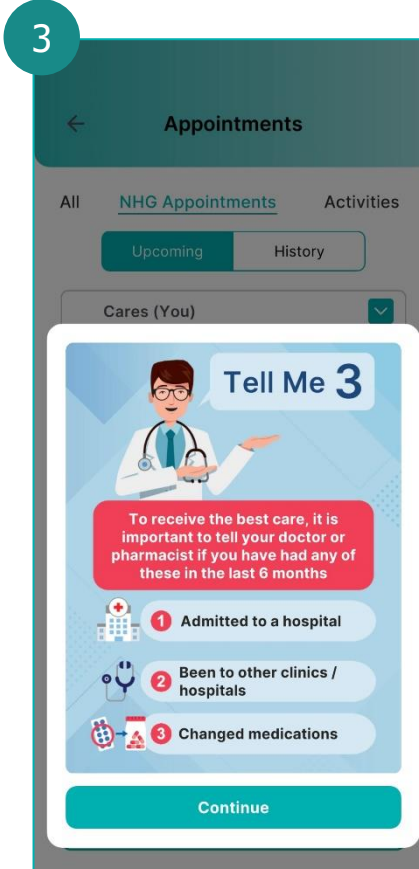 3
Appointments
All NHG Appointments Activities
Upcoming History
Cares (You)
Tell Me 3
To receive the best care, it is
important to tell your doctor or
pharmacist if you have had any of
these in the last 6 months
1 Admitted to a hospital
2 Been to other clinics /
hospitals
3 Changed medications
Continue